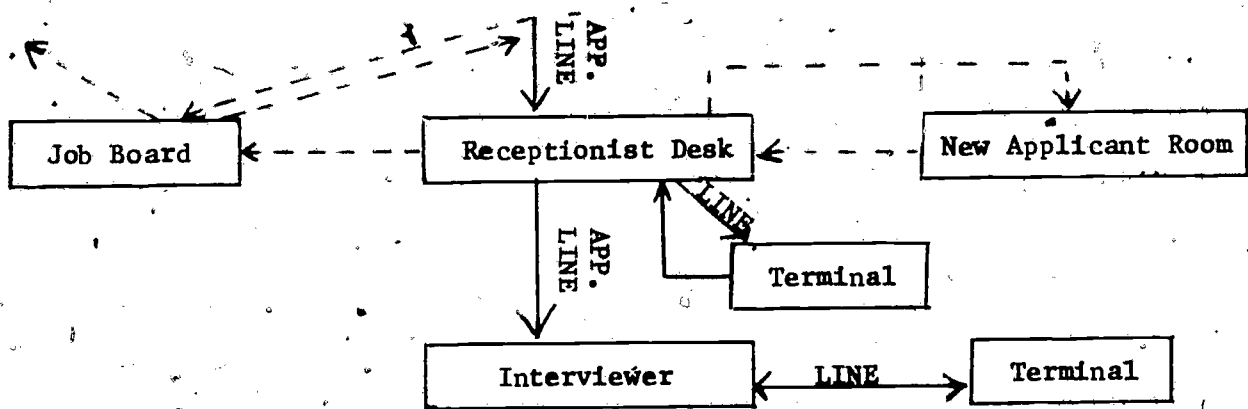 APP.
LINE
Job Board
Receptionist Desk
New Applicant Room
LINE
APP.
LINE
Terminal
Interviewer
LINE
Terminal